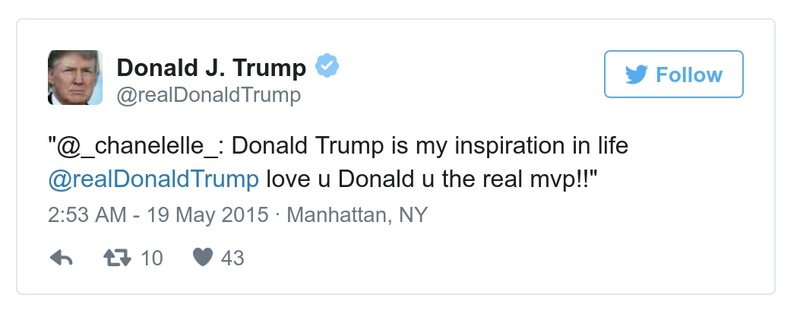 Donald J. Trump
@realDonaldTrump
Follow
"@_chanelelle_: Donald Trump is my inspiration in life
@realDonaldTrump love u Donald u the real mvp!!"
2:53 AM - 19 May 2015 · Manhattan, NY
10 43